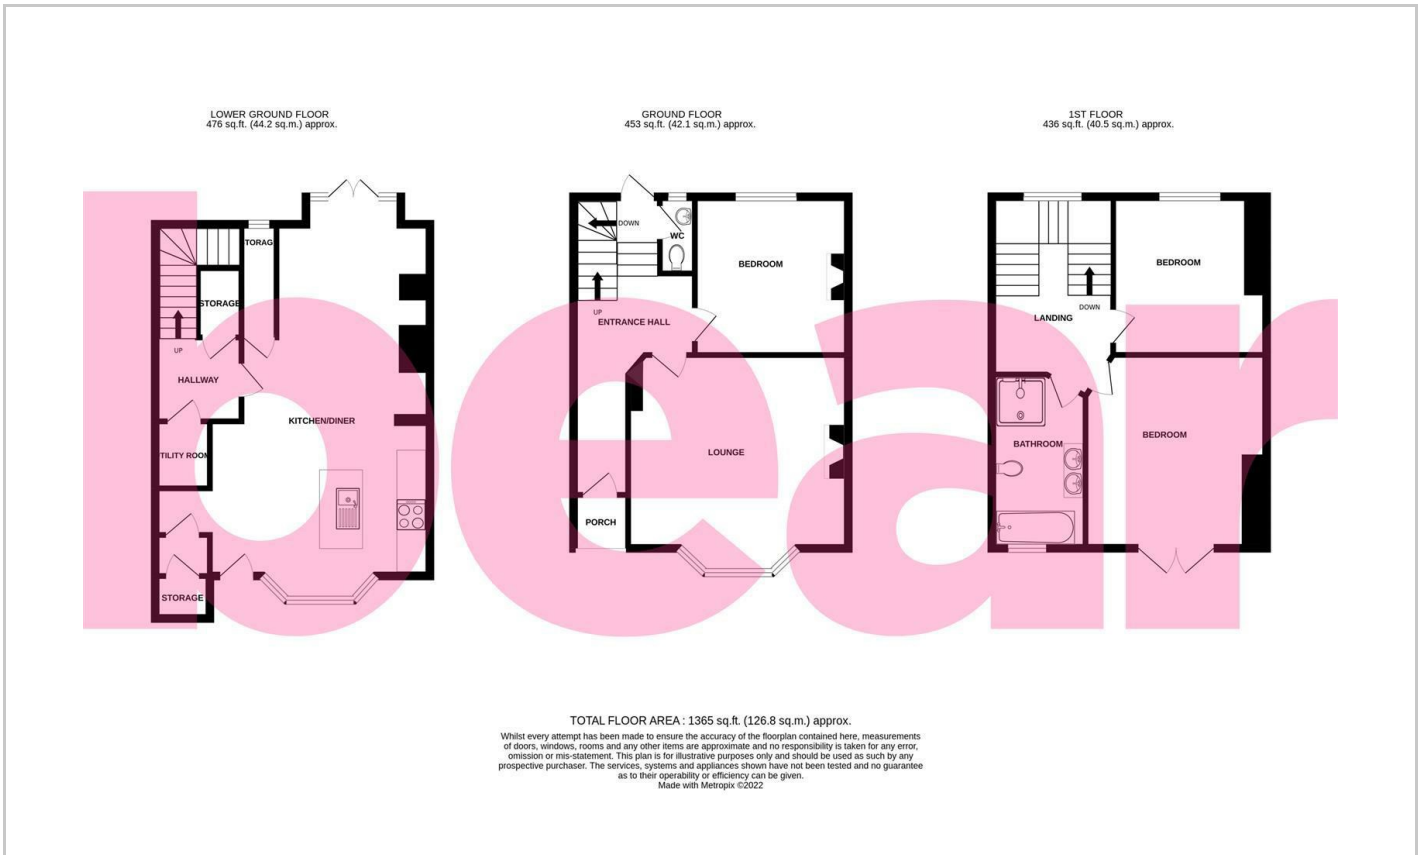 LOWER GROUND FLOOR
476 sq.ft. (44.2 sq.m.) approx.
GROUND FLOOR
453 sq.ft. (42.1 sq.m.) approx.
1ST FLOOR
436 sq.ft. (40.5 sq.m.) approx.
TORAG
STORAGE
UP
HALLWAY
KITCHEN/DINER
TILITY ROOM
STORAGE
DOWN
WC
BEDROOM
UP
ENTRANCE HALL
LOUNGE
PORCH
BEDROOM
DOWN
LANDING
BATHROOM
BEDROOM
bear
TOTAL FLOOR AREA : 1365 sq.ft. (126.8 sq.m.) approx.
Whilst every attempt has been made to ensure the accuracy of the floorplan contained here, measurements
of doors, windows, rooms and any other items are approximate and no responsibility is taken for any error,
omission or mis-statement. This plan is for illustrative purposes only and should be used as such by any
prospective purchaser. The services, systems and appliances shown have not been tested and no guarantee
as to their operability or efficiency can be given.
Made with Metropix ©2022